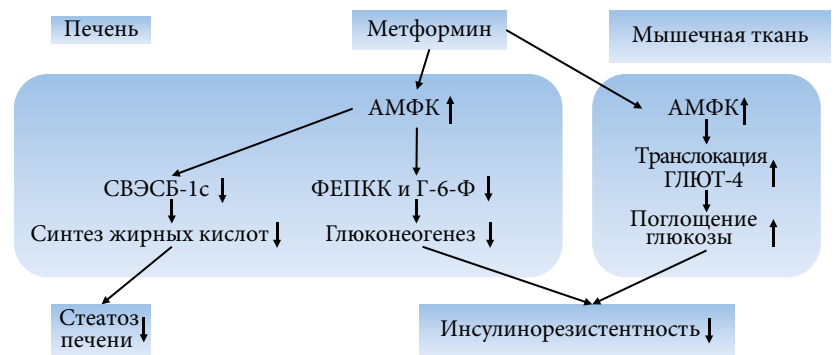 Печень
Метформин
Мышечная ткань
АМФК
АМФК
Транслокация
ГЛЮТ-4
СВЭСБ-1с
ФЕПКК и Г-6-Ф
Синтез жирных кислот
Глюконеогенез
Поглощение
глюкозы
Стеатоз
печени
Инсулинорезистентность